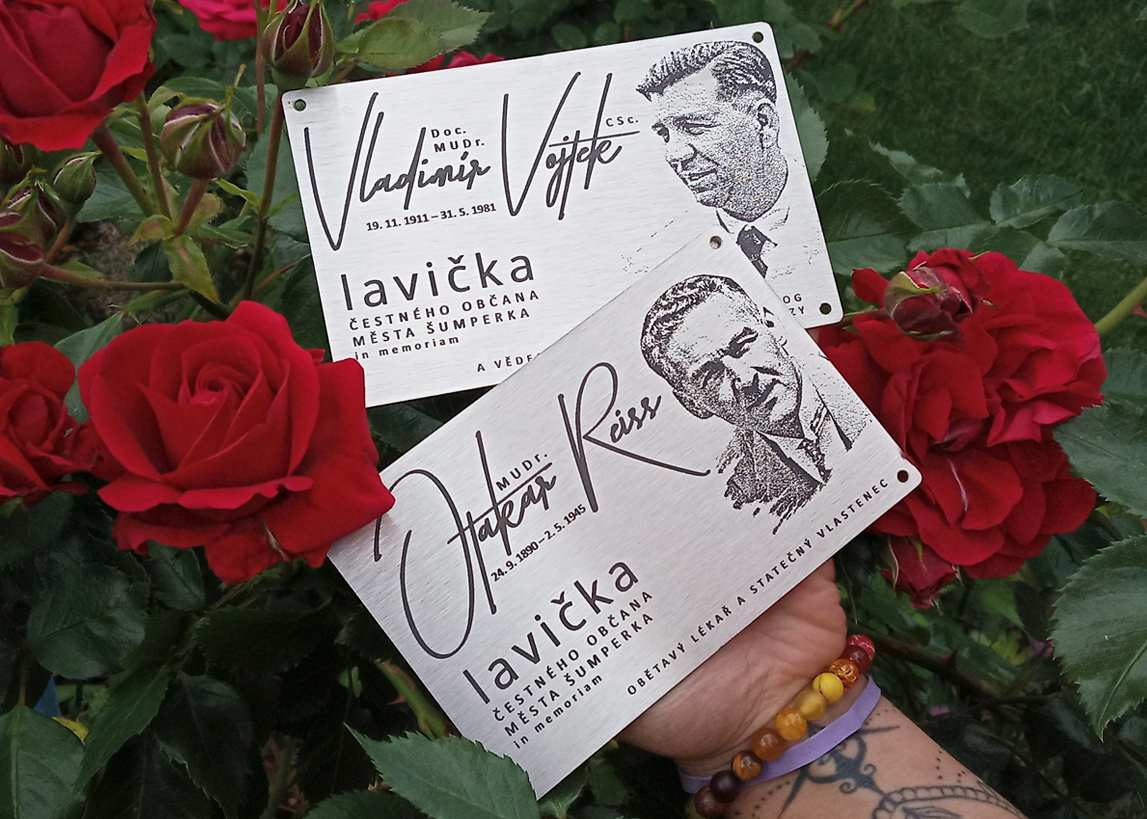 Doc.
MUDr.
Vladimír Vojtek CSc.
19. 11. 1911 – 31. 5. 1981
lavička
ČESTNÉHO OBČANA
MĚSTA ŠUMPERKA
in memoriam
MUDr.
Otakar Reiss
24. 9. 1890 – 2. 5. 1945
lavička
ČESTNÉHO OBČANA
MĚSTA ŠUMPERKA
in memoriam
OBĚTAVÝ LÉKAŘ A STATEČNÝ VLASTENEC